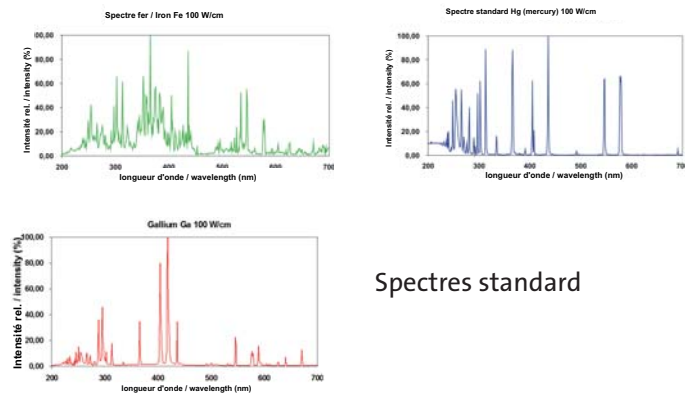 Spectre fer / Iron Fe 100 W/cm
Intensité rel. / intensity (%)
100,00
80,00
60,00
40,00
20,00
0,00
200 300 400 500 600 700
longueur d'onde / wavelength (nm)
Spectre standard Hg (mercury) 100 W/cm
Intensité rel. / intensity (%)
100,00
80,00
60,00
40,00
20,00
0,00
200 300 400 500 600 700
longueur d'onde / wavelength (nm)
Gallium Ga 100 W/cm
Intensité rel. / intensity (%)
100,00
80,00
60,00
40,00
20,00
0,00
200 300 400 500 600 700
longueur d'onde / wavelength (nm)
Spectres standard